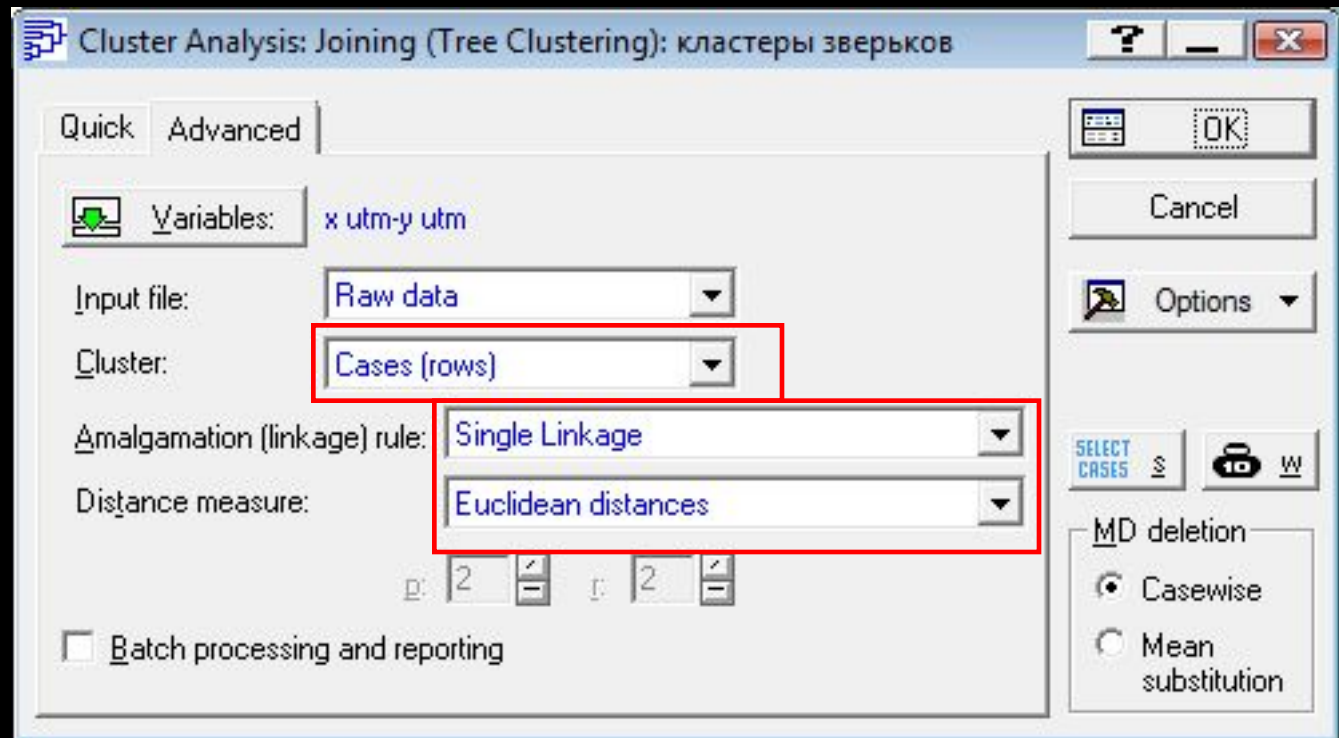 Cluster Analysis: Joining (Tree Clustering): кластеры зверьков
Quick Advanced
Variables: x utm-y utm
Input file: Raw data
Cluster: Cases (rows)
Amalgamation (linkage) rule: Single Linkage
Distance measure: Euclidean distances
p: 2 r: 2
Batch processing and reporting
OK
Cancel
Options
SELECT
CASES S W
MD deletion
Casewise
Mean
substitution